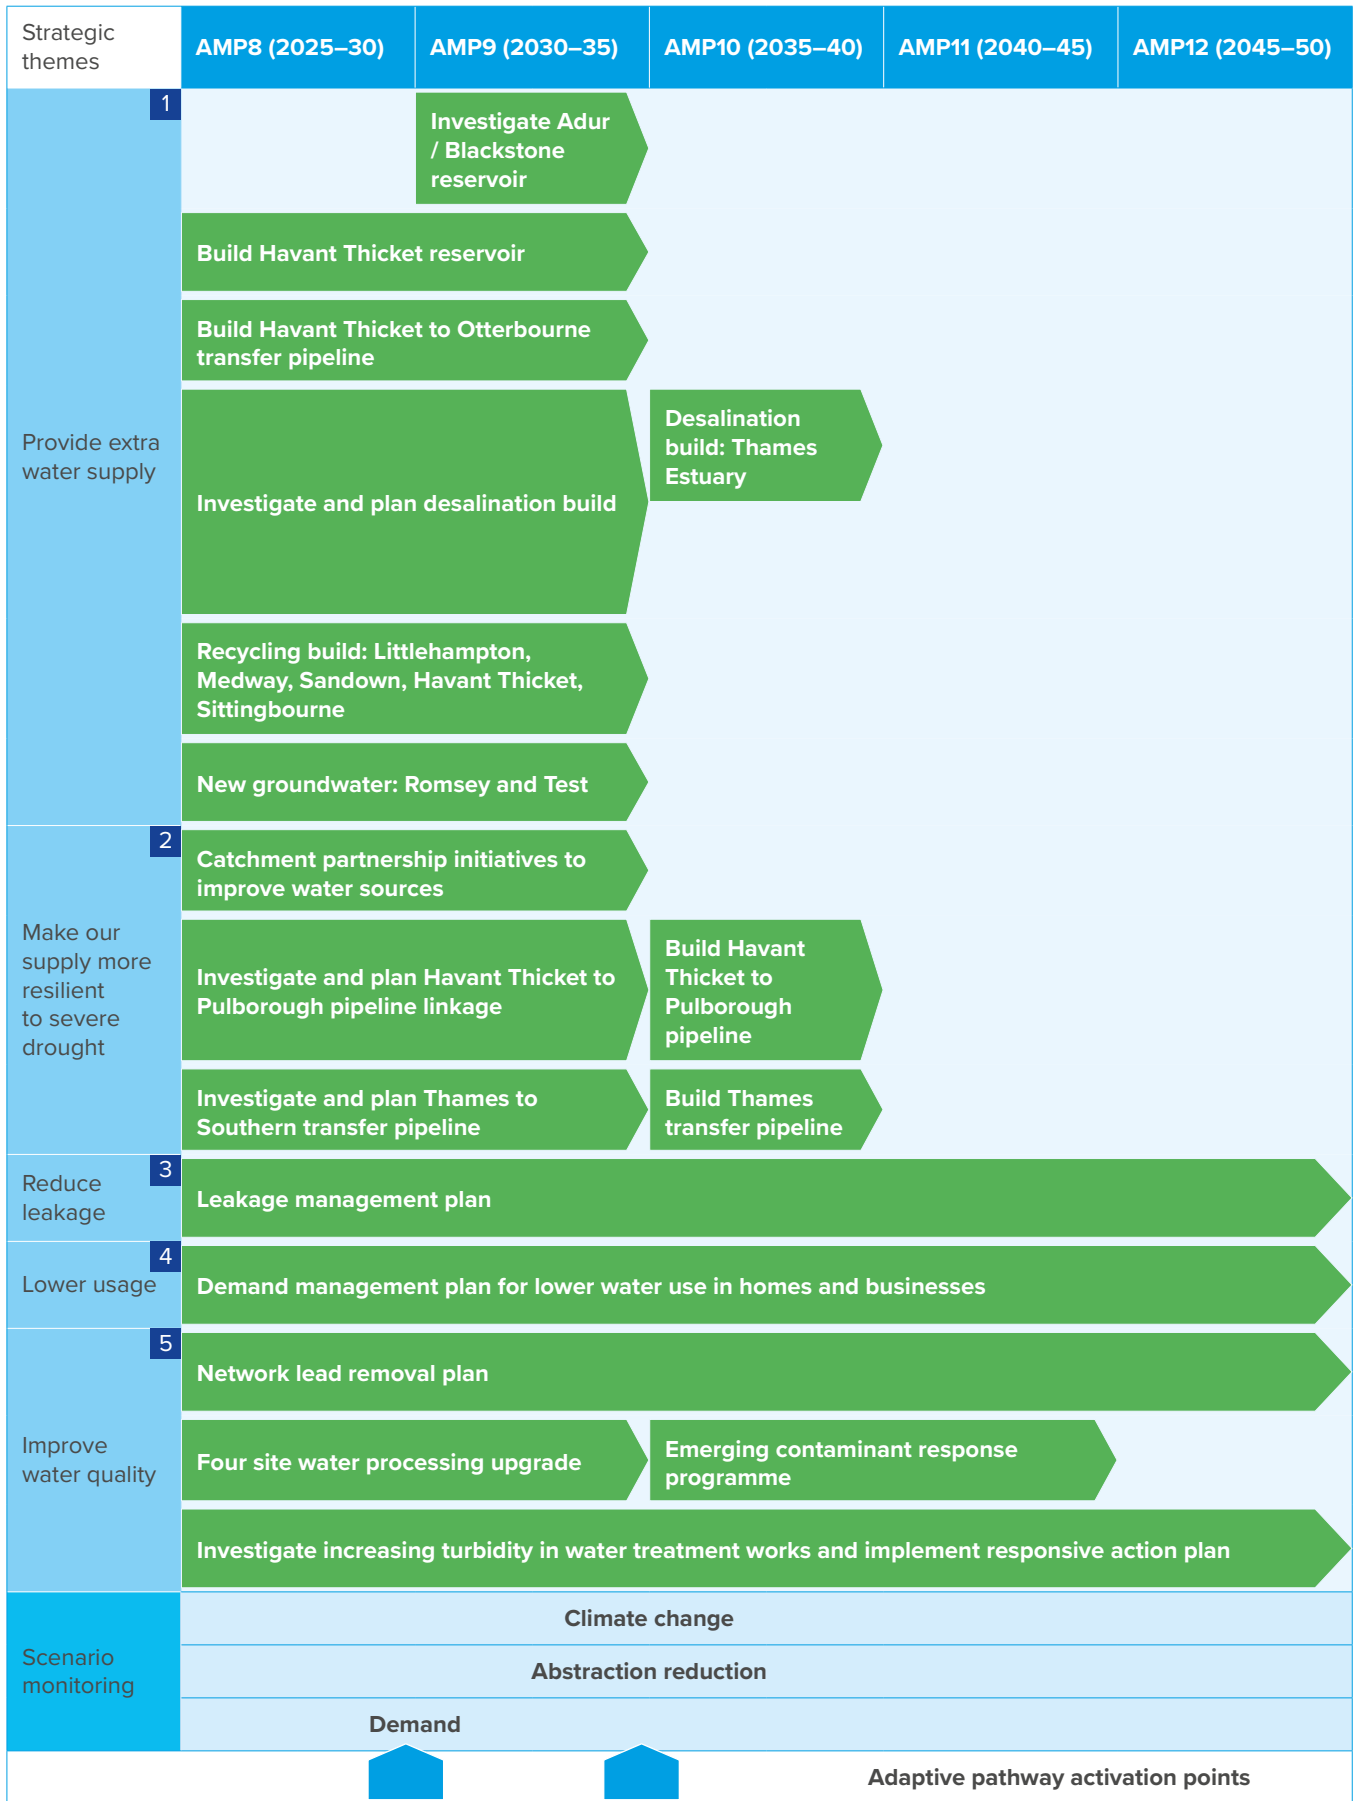 Strategic
themes
AMP8 (2025–30)
AMP9 (2030–35)
AMP10 (2035–40)
AMP11 (2040–45)
AMP12 (2045–50)
1
Provide extra
water supply
Investigate Adur
/ Blackstone
reservoir
Build Havant Thicket reservoir
Build Havant Thicket to Otterbourne
transfer pipeline
Investigate and plan desalination build
Desalination
build: Thames
Estuary
Recycling build: Littlehampton,
Medway, Sandown, Havant Thicket,
Sittingbourne
New groundwater: Romsey and Test
2
Make our
supply more
resilient
to severe
drought
Catchment partnership initiatives to
improve water sources
Investigate and plan Havant Thicket to
Pulborough pipeline linkage
Build Havant
Thicket to
Pulborough
pipeline
Investigate and plan Thames to
Southern transfer pipeline
Build Thames
transfer pipeline
3
Reduce
leakage
Leakage management plan
4
Lower usage
Demand management plan for lower water use in homes and businesses
5
Improve
water quality
Network lead removal plan
Four site water processing upgrade
Emerging contaminant response
programme
Investigate increasing turbidity in water treatment works and implement responsive action plan
Scenario
monitoring
Climate change
Abstraction reduction
Demand
Adaptive pathway activation points